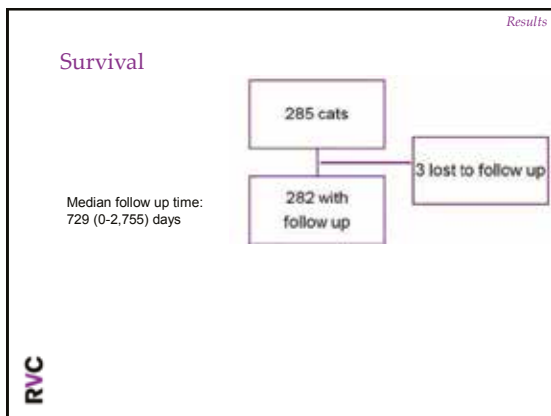 Results
Survival
285 cats
3 lost to follow up
282 with
follow up
Median follow up time:
729 (0-2,755) days
RVC